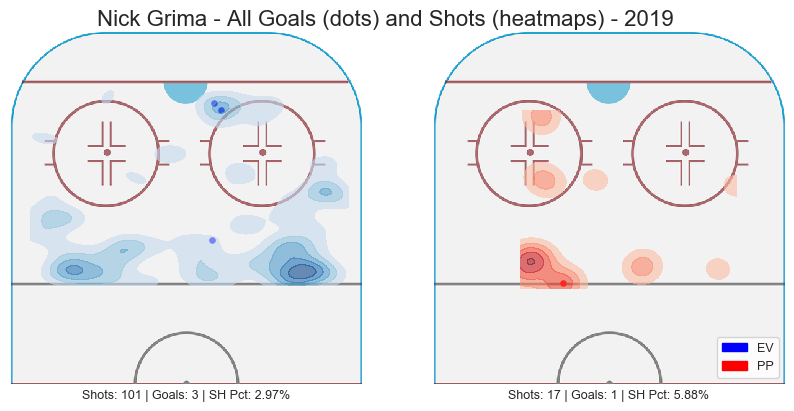 Nick Grima - All Goals (dots) and Shots (heatmaps) - 2019
EV
PP
Shots: 101 | Goals: 3 | SH Pct: 2.97%
Shots: 17 | Goals: 1 | SH Pct: 5.88%